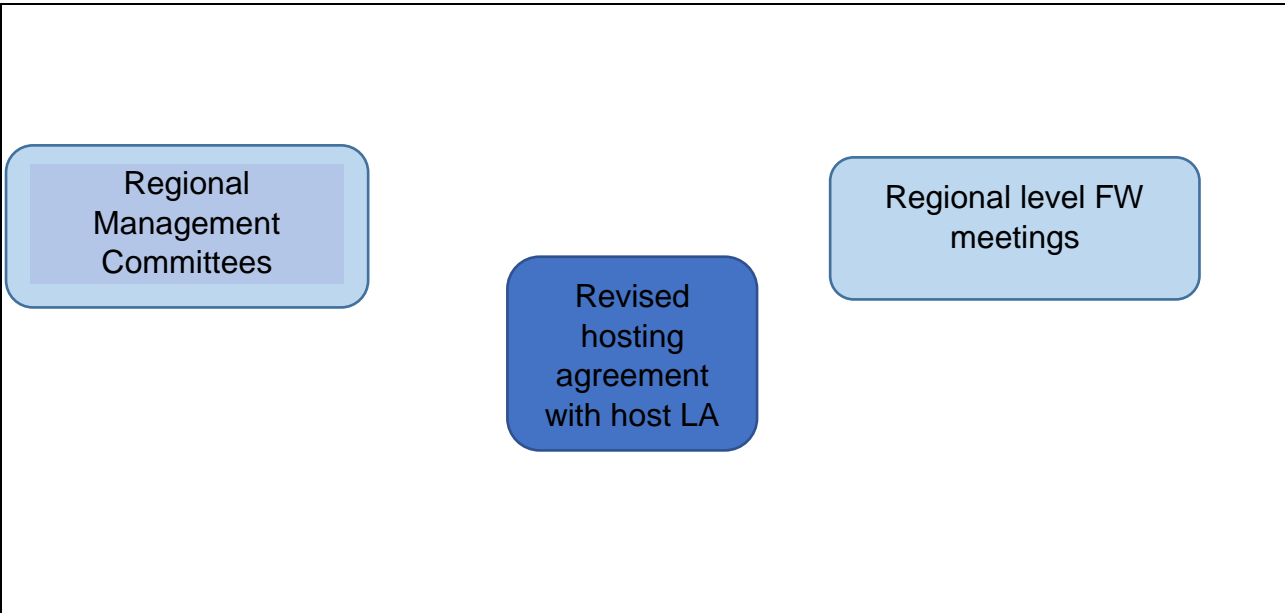 Regional
Management
Committees
Regional level FW
meetings
Revised
hosting
agreement
with host LA